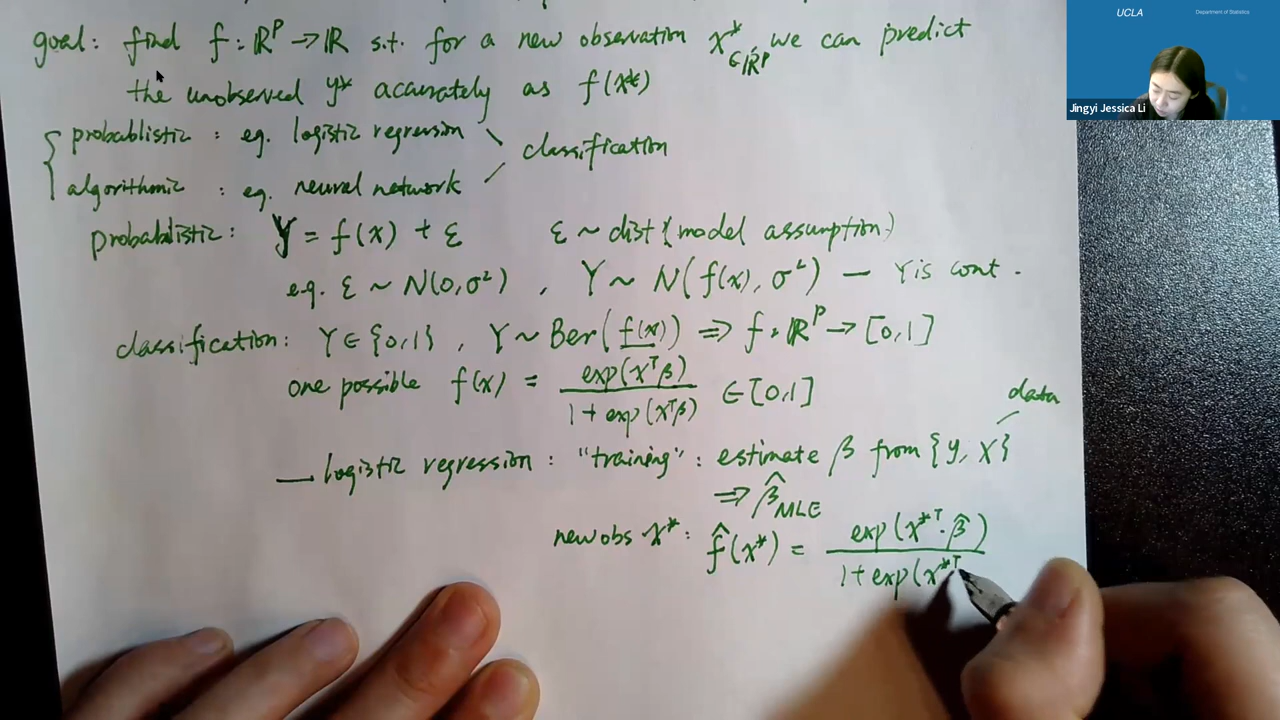 UCLA
Department of Statistics
Jingyi Jessica Li
goal: find f: ℝᵖ → ℝ s.t. for a new observation x* ∈ℝᵖ, we can predict
the unobserved y* accurately as f(x*)
{ probablistic : eg. logistic regression \
classification
algorithmic : eg. neural network /
probablistic: Y = f(x) + ε ε ~ dist (model assumption)
e.g. ε ~ N(0, σ²) , Y ~ N(f(x), σ²) — Y is cont.
classification: Y ∈ {0,1} , Y ~ Ber(f(x)) ⟹ f: ℝᵖ → [0,1]
one possible f(x) = exp(xᵀβ) / 1 + exp(xᵀβ) ∈ [0,1]
data
— logistic regression : "training" : estimate β from {y, X}
⟹ β̂_MLE
new obs x* : f̂(x*) = exp(x*ᵀ·β̂) / 1 + exp(x*ᵀ